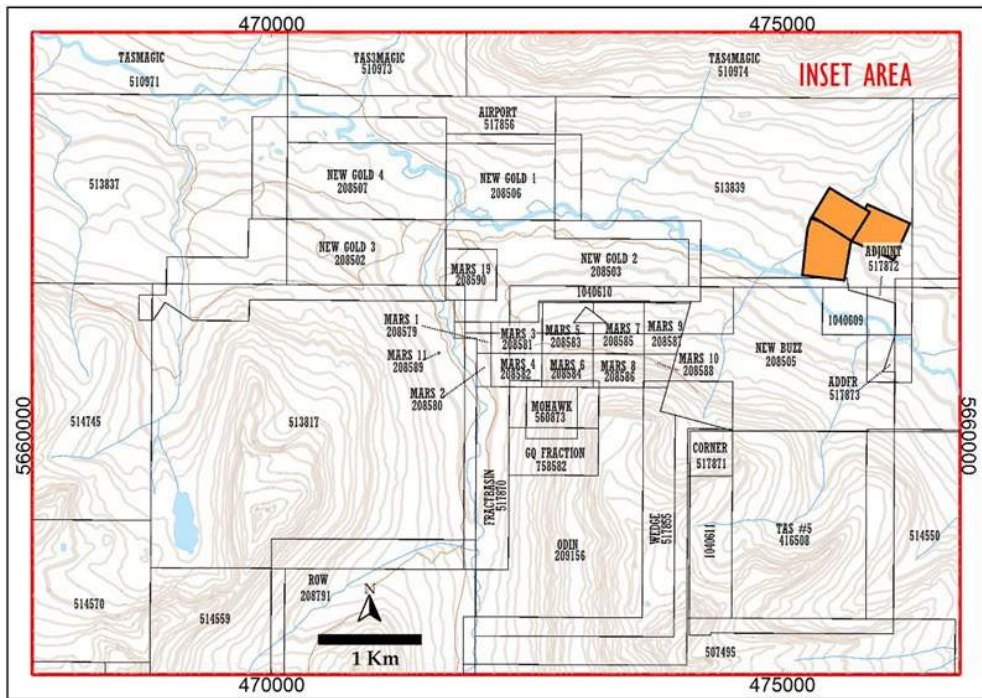 470000
475000
TASMAGIC
510971
TAS3MAGIC
510973
TAS4MAGIC
510974
INSET AREA
AIRPORT
517856
513837
NEW GOLD 4
208507
NEW GOLD 1
208506
513839
NEW GOLD 3
208502
MARS 19
208590
NEW GOLD 2
208503
ADJOINT
517872
1040610
1040609
MARS 1
208579
MARS 3
208581
MARS 5
208583
MARS 7
208585
MARS 9
208587
MARS 11
208589
MARS 4
208582
MARS 6
208584
MARS 8
208586
MARS 10
208588
NEW BUZZ
208505
MARS 2
208580
ADDFR
517873
MOHAWK
560873
514745
513817
5660000
5660000
GQ FRACTION
758582
CORNER
517871
FRACTBASIN
517870
WEDGE
517855
1040611
TAS #5
416508
514550
ODIN
209156
ROW
208791
N
514570
514559
1 Km
507495
470000
475000